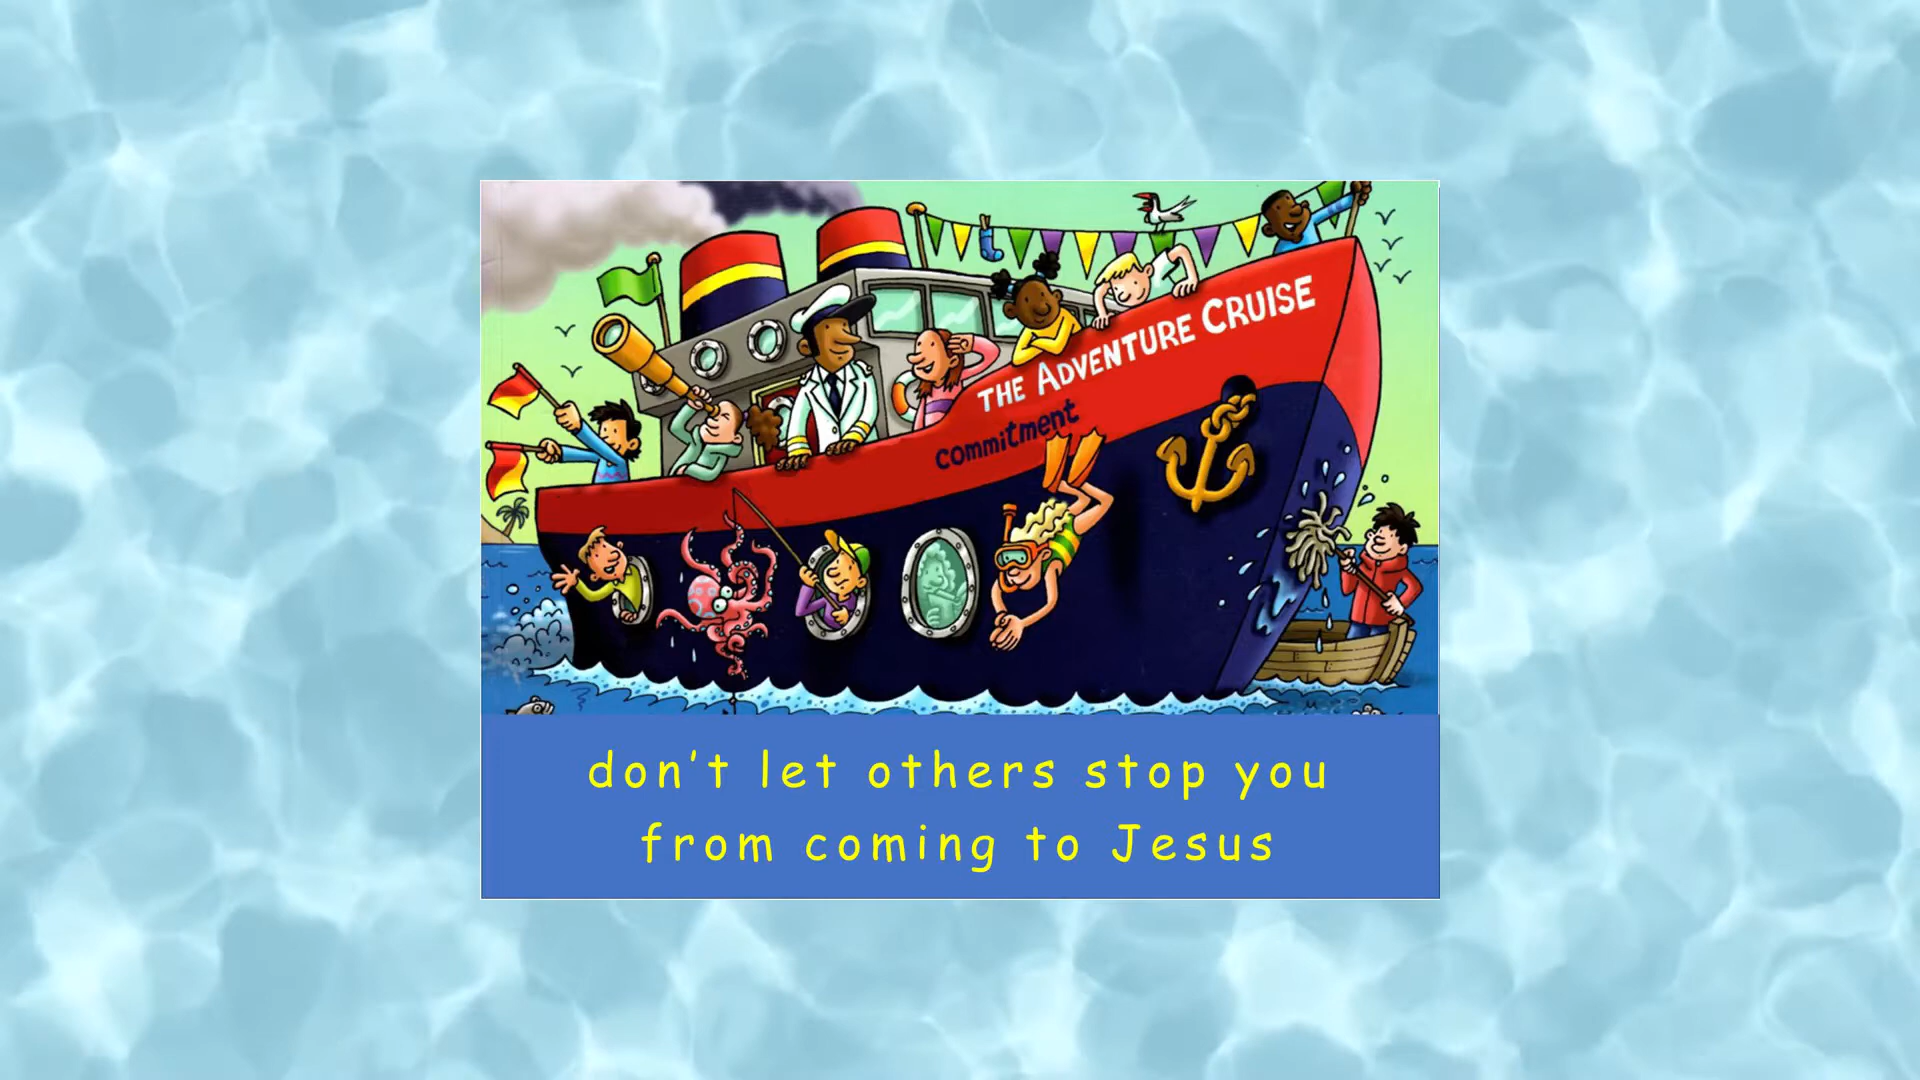 THE ADVENTURE CRUISE
commitment
don't let others stop you
from coming to Jesus